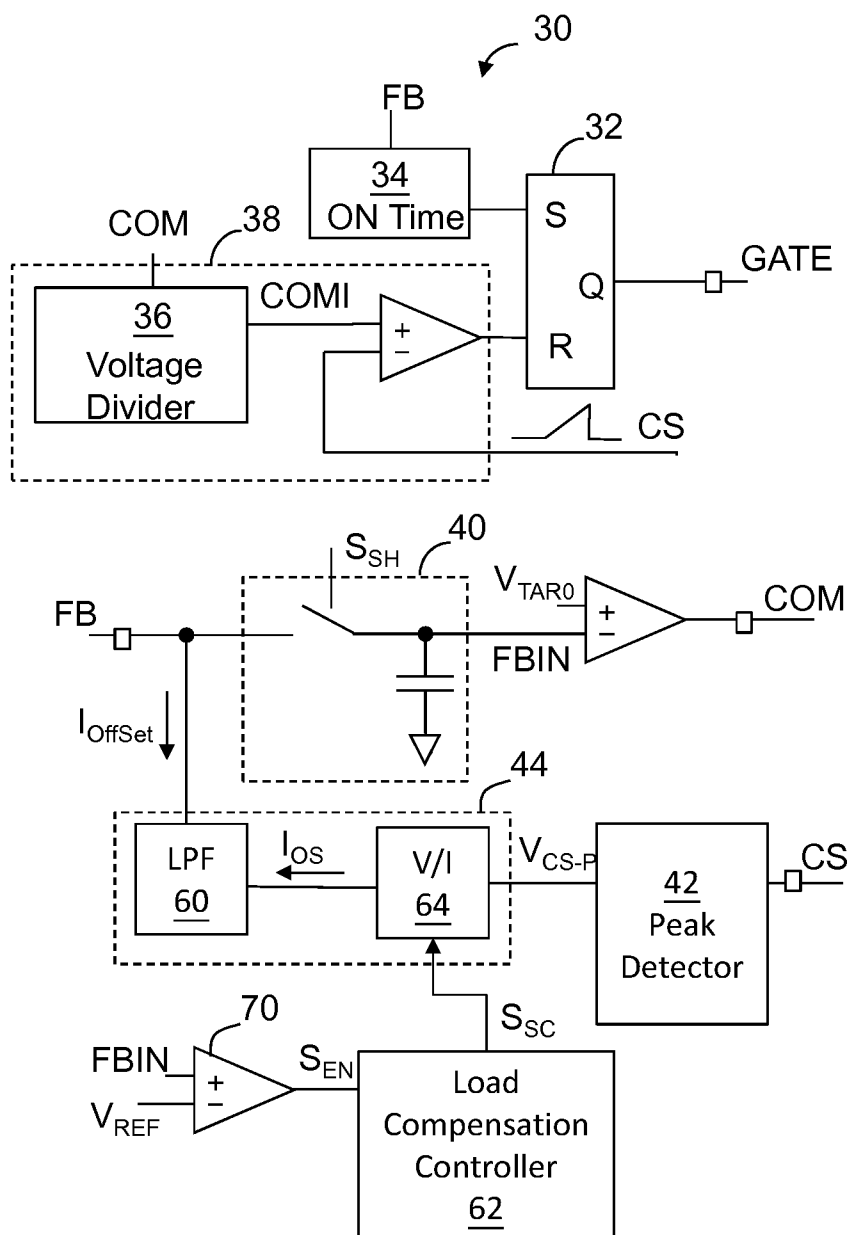 30
FB
32
34
ON Time
S
COM
38
GATE
COMI
Q
36
Voltage
Divider
+
−
R
CS
S_SH
40
V_TAR0
FB
+
−
COM
FBIN
I_OffSet
44
LPF
60
I_OS
V/I
64
V_CS-P
42
Peak
Detector
CS
70
S_SC
FBIN
+
−
S_EN
V_REF
Load
Compensation
Controller
62